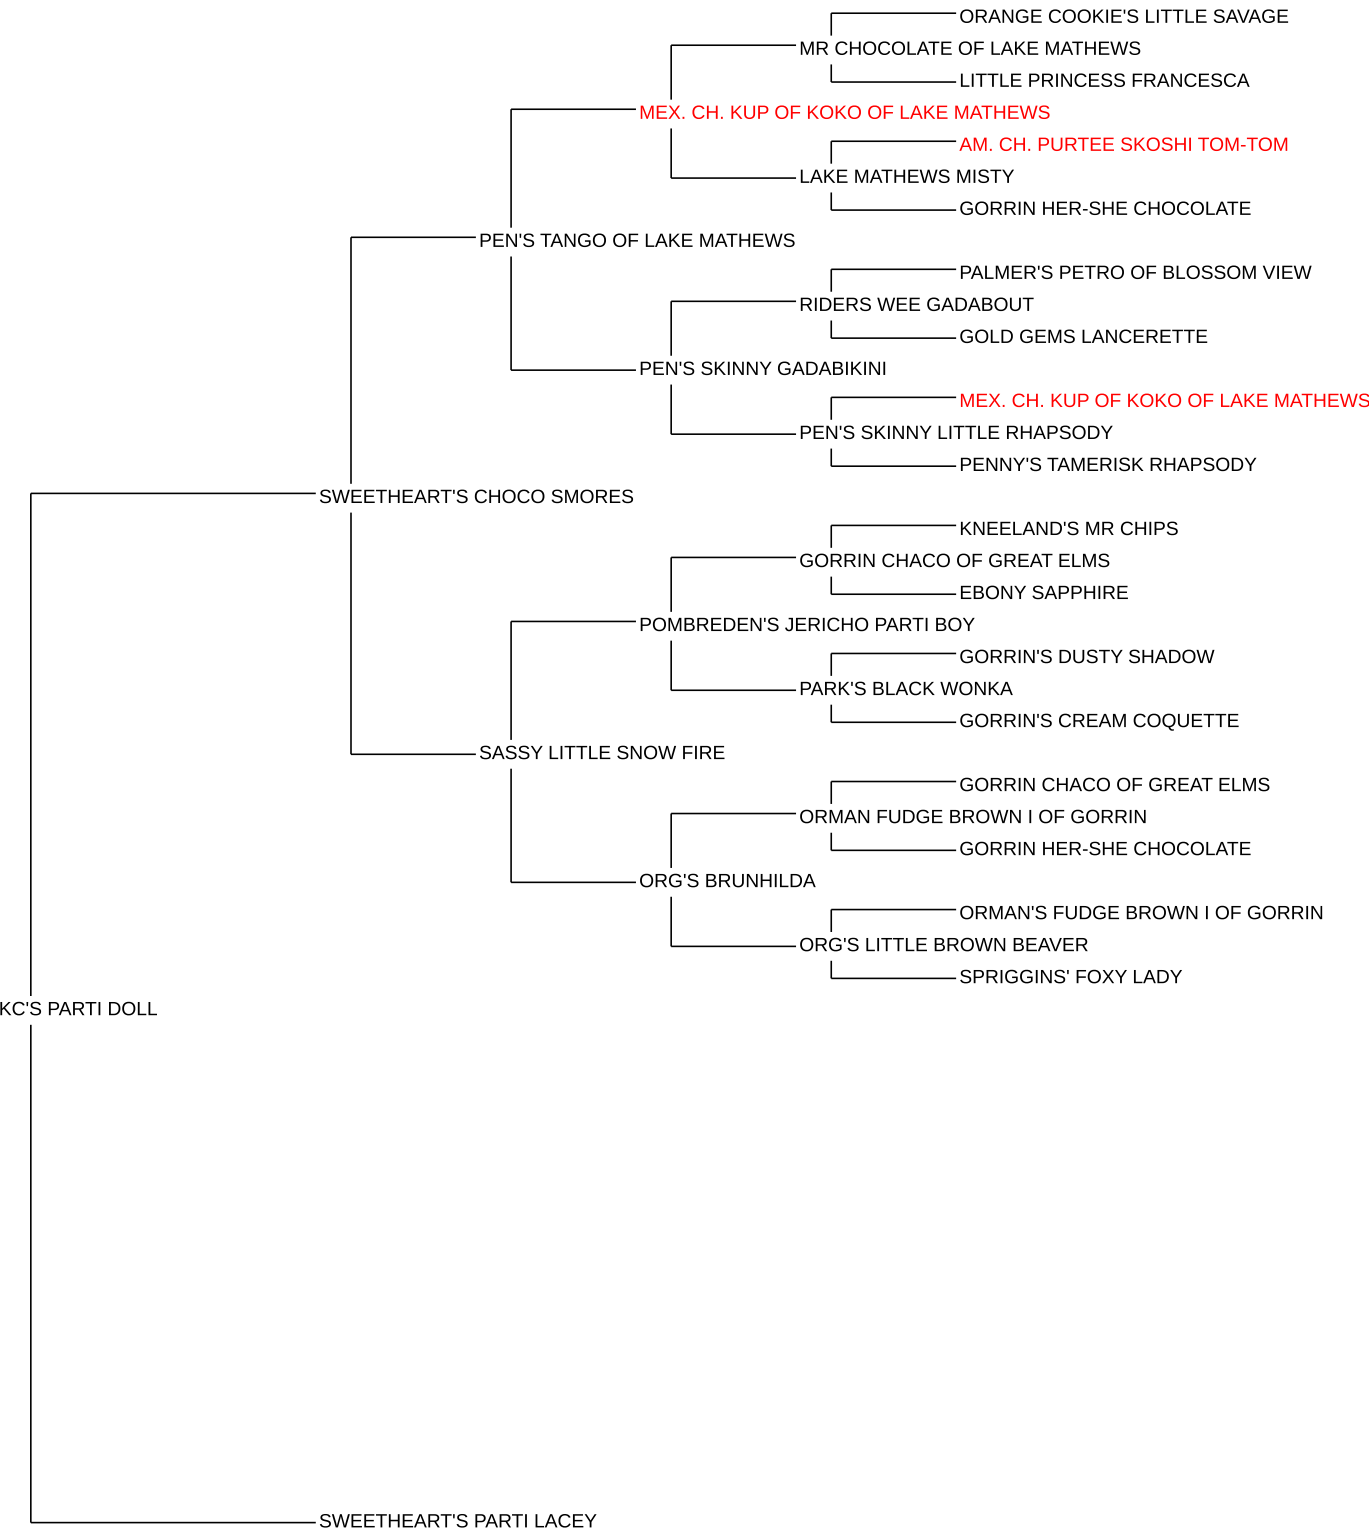 ORANGE COOKIE'S LITTLE SAVAGE
MR CHOCOLATE OF LAKE MATHEWS
LITTLE PRINCESS FRANCESCA
MEX. CH. KUP OF KOKO OF LAKE MATHEWS
AM. CH. PURTEE SKOSHI TOM-TOM
LAKE MATHEWS MISTY
GORRIN HER-SHE CHOCOLATE
PEN'S TANGO OF LAKE MATHEWS
PALMER'S PETRO OF BLOSSOM VIEW
RIDERS WEE GADABOUT
GOLD GEMS LANCERETTE
PEN'S SKINNY GADABIKINI
MEX. CH. KUP OF KOKO OF LAKE MATHEWS
PEN'S SKINNY LITTLE RHAPSODY
PENNY'S TAMERISK RHAPSODY
SWEETHEART'S CHOCO SMORES
KNEELAND'S MR CHIPS
GORRIN CHACO OF GREAT ELMS
EBONY SAPPHIRE
POMBREDEN'S JERICHO PARTI BOY
GORRIN'S DUSTY SHADOW
PARK'S BLACK WONKA
GORRIN'S CREAM COQUETTE
SASSY LITTLE SNOW FIRE
GORRIN CHACO OF GREAT ELMS
ORMAN FUDGE BROWN I OF GORRIN
GORRIN HER-SHE CHOCOLATE
ORG'S BRUNHILDA
ORMAN'S FUDGE BROWN I OF GORRIN
ORG'S LITTLE BROWN BEAVER
SPRIGGINS' FOXY LADY
KC'S PARTI DOLL
SWEETHEART'S PARTI LACEY